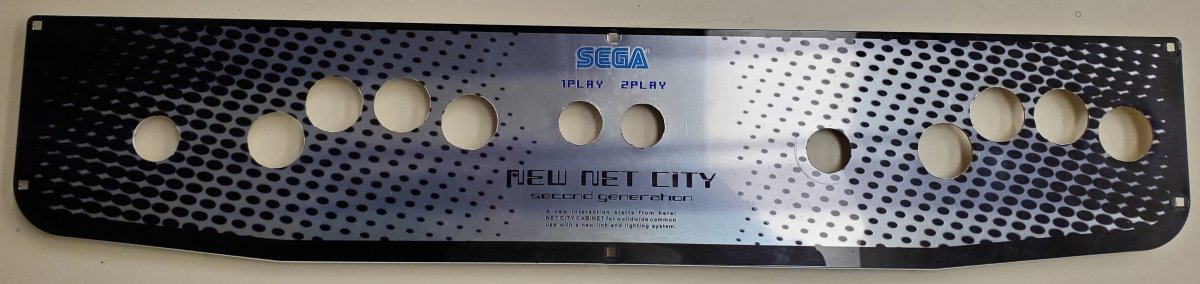 SEGA®
1PLAY 2PLAY
NEW NET CITY
second generation
A new interaction starts from here!
NET CITY CABINET for worldwide common
use with a new link and lighting system.